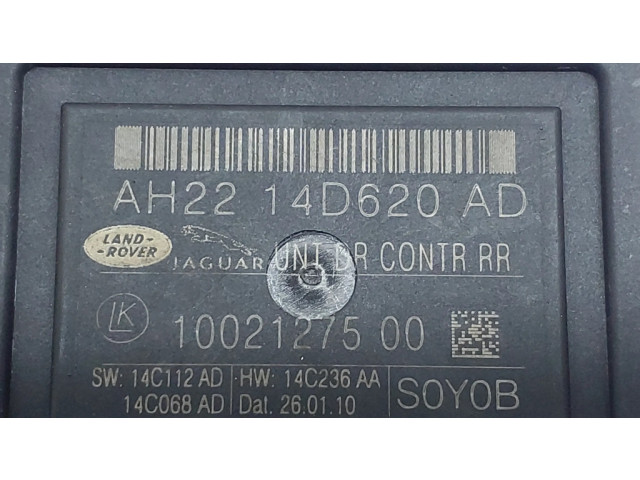 AH22 14D620 AD
LAND-
-ROVER
JAGUAR
UNT DR CONTR RR
LK
10021275 00
SW: 14C112 AD HW: 14C236 AA
14C068 AD Dat. 26.01.10
SOYOB